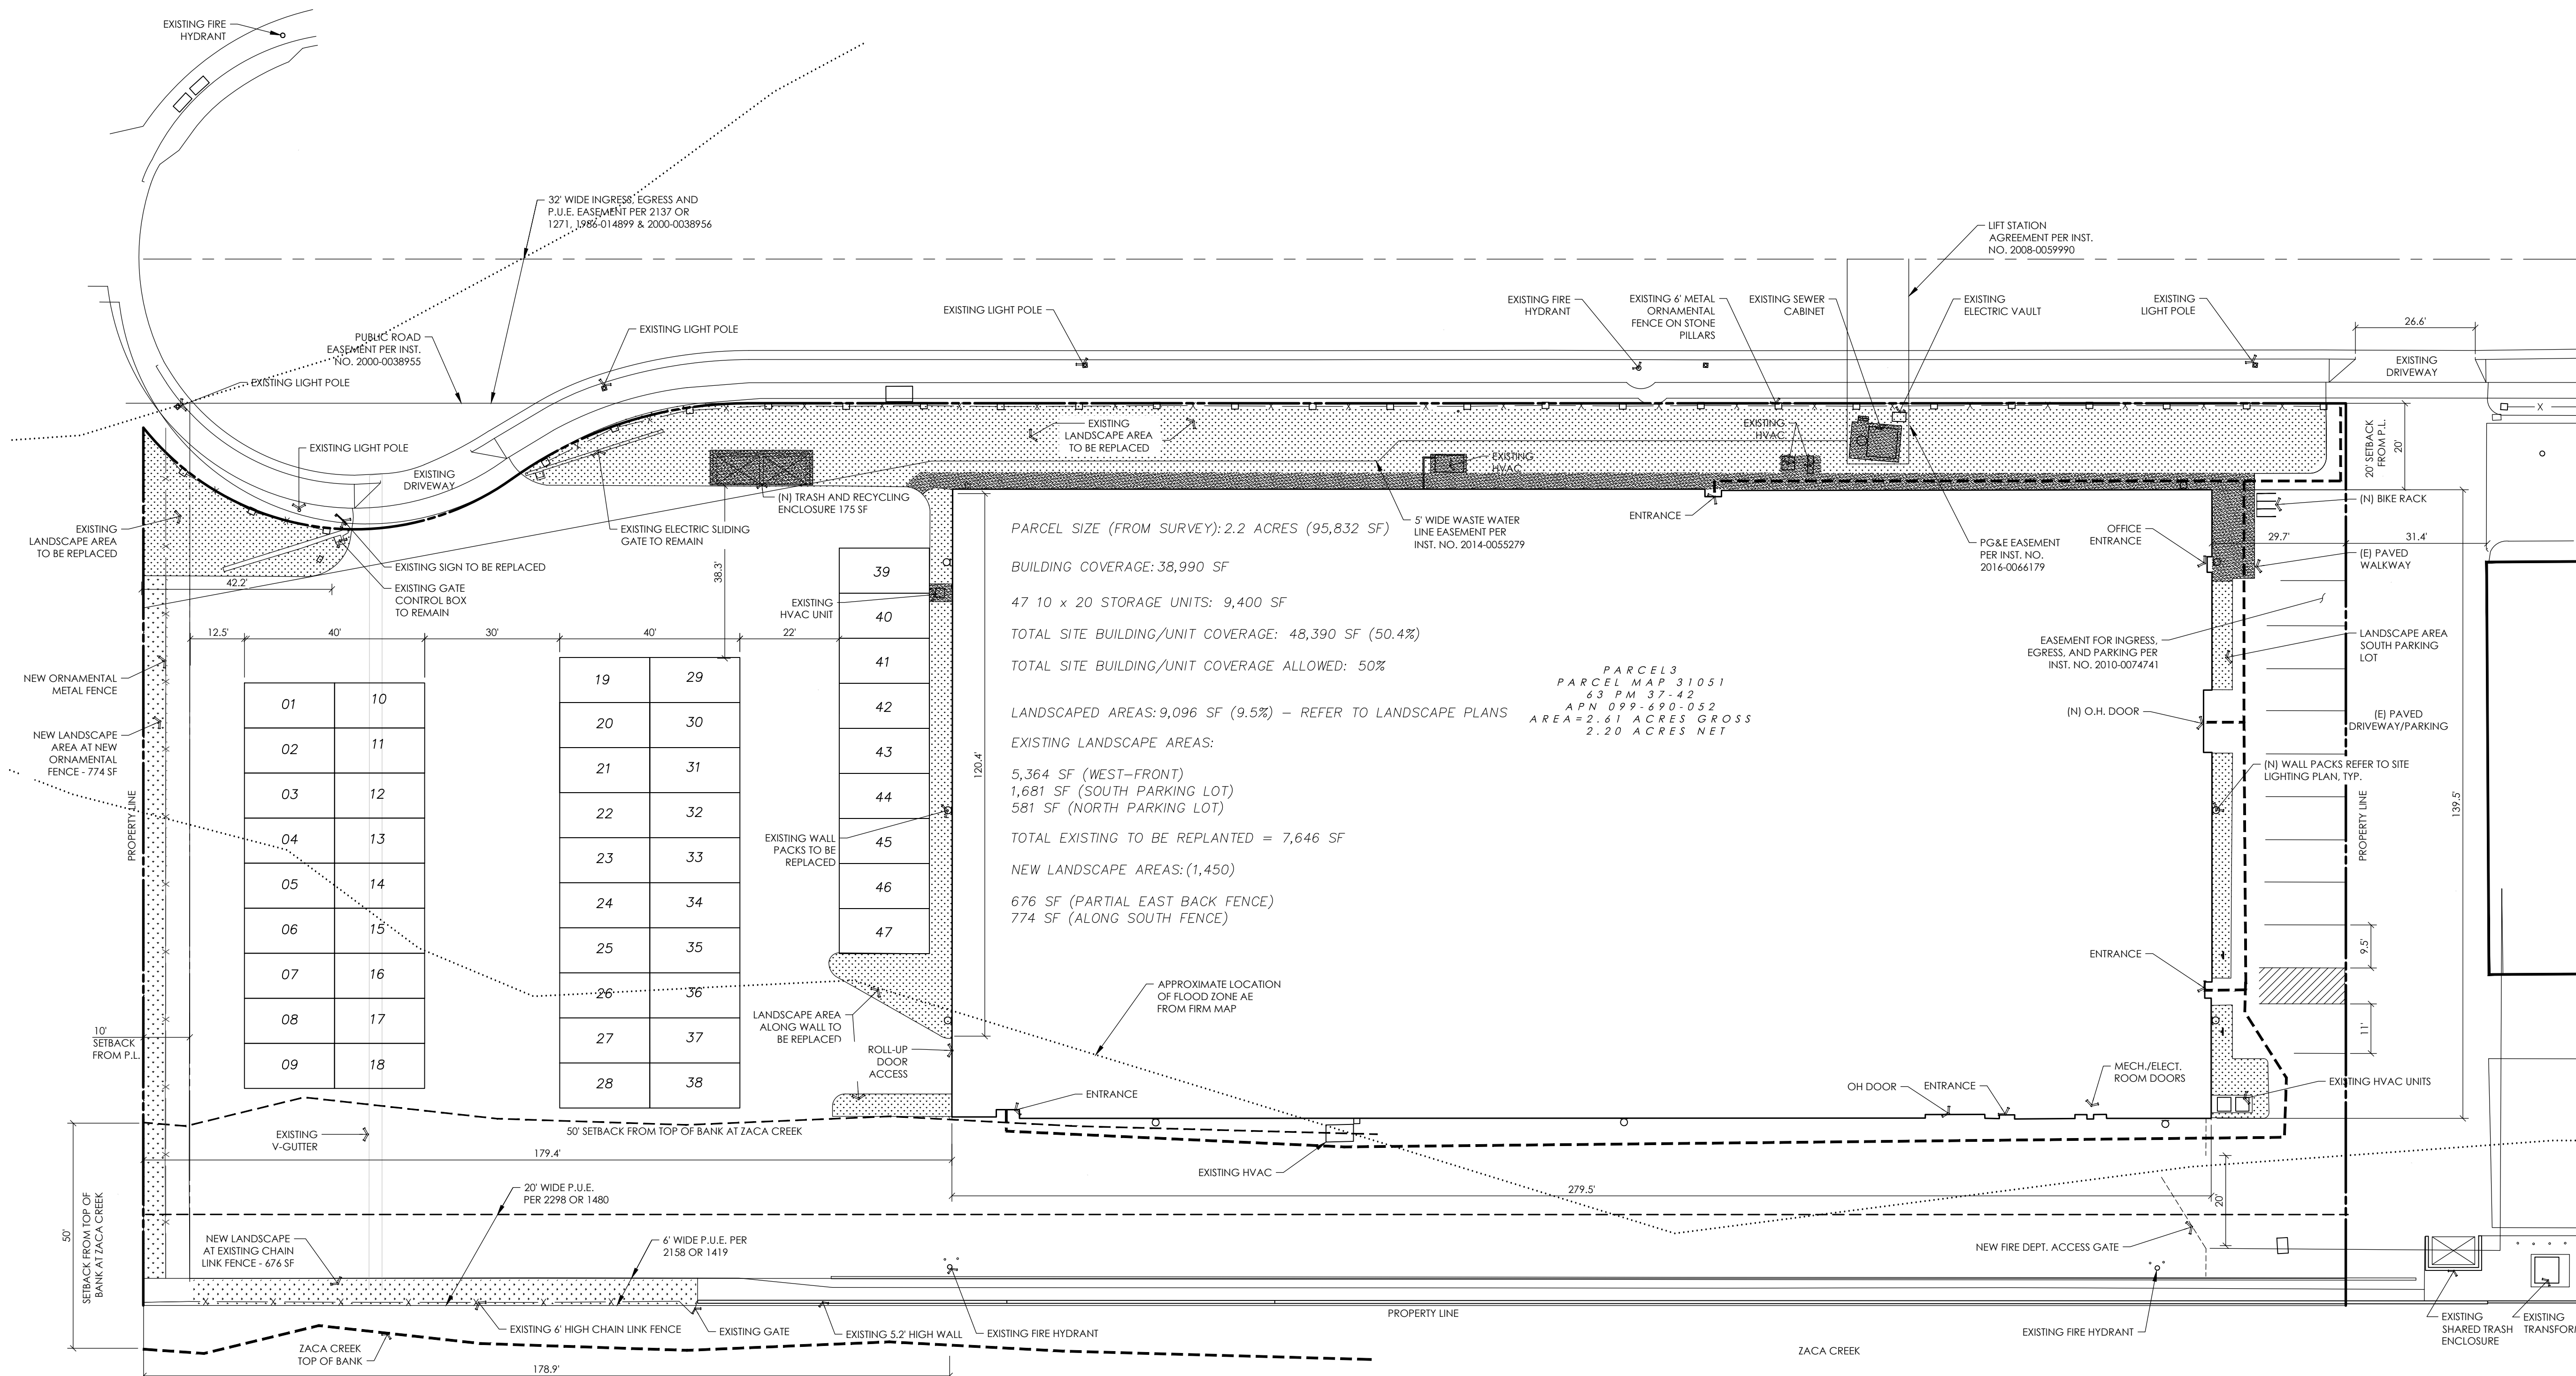 EXISTING FIRE
HYDRANT
32' WIDE INGRESS, EGRESS AND
P.U.E. EASEMENT PER 2137 OR
1271, 1986-014899 & 2000-0038956
LIFT STATION
AGREEMENT PER INST.
NO. 2008-0059990
PUBLIC ROAD
EASEMENT PER INST.
NO. 2000-0038955
EXISTING LIGHT POLE
EXISTING LIGHT POLE
EXISTING LIGHT POLE
EXISTING FIRE
HYDRANT
EXISTING 6' METAL
ORNAMENTAL
FENCE ON STONE
PILLARS
EXISTING SEWER
CABINET
EXISTING
ELECTRIC VAULT
EXISTING
LIGHT POLE
26.6'
EXISTING
DRIVEWAY
EXISTING LIGHT POLE
EXISTING
DRIVEWAY
EXISTING
LANDSCAPE AREA
TO BE REPLACED
EXISTING
HVAC
EXISTING
HVAC
20' SETBACK
FROM P.L.
20'
X
(N) TRASH AND RECYCLING
ENCLOSURE 175 SF
EXISTING
LANDSCAPE AREA
TO BE REPLACED
EXISTING ELECTRIC SLIDING
GATE TO REMAIN
EXISTING SIGN TO BE REPLACED
EXISTING GATE
CONTROL BOX
TO REMAIN
42.2'
38.3'
ENTRANCE
5' WIDE WASTE WATER
LINE EASEMENT PER
INST. NO. 2014-0055279
PG&E EASEMENT
PER INST. NO.
2016-0066179
OFFICE
ENTRANCE
(N) BIKE RACK
29.7'
31.4'
(E) PAVED
WALKWAY
PARCEL SIZE (FROM SURVEY): 2.2 ACRES (95,832 SF)
BUILDING COVERAGE: 38,990 SF
47 10 x 20 STORAGE UNITS: 9,400 SF
TOTAL SITE BUILDING/UNIT COVERAGE: 48,390 SF (50.4%)
TOTAL SITE BUILDING/UNIT COVERAGE ALLOWED: 50%
LANDSCAPED AREAS: 9,096 SF (9.5%) – REFER TO LANDSCAPE PLANS
EXISTING LANDSCAPE AREAS:
5,364 SF (WEST–FRONT)
1,681 SF (SOUTH PARKING LOT)
581 SF (NORTH PARKING LOT)
TOTAL EXISTING TO BE REPLANTED = 7,646 SF
NEW LANDSCAPE AREAS: (1,450)
676 SF (PARTIAL EAST BACK FENCE)
774 SF (ALONG SOUTH FENCE)
PARCEL3
PARCEL MAP 31051
63 PM 37-42
APN 099-690-052
AREA=2.61 ACRES GROSS
2.20 ACRES NET
EXISTING
HVAC UNIT
12.5'
40'
30'
40'
22'
NEW ORNAMENTAL
METAL FENCE
NEW LANDSCAPE
AREA AT NEW
ORNAMENTAL
FENCE - 774 SF
PROPERTY LINE
01
02
03
04
05
06
07
08
09
10
11
12
13
14
15
16
17
18
19
20
21
22
23
24
25
26
27
28
29
30
31
32
33
34
35
36
37
38
39
40
41
42
43
44
45
46
47
120.4'
EXISTING WALL
PACKS TO BE
REPLACED
LANDSCAPE AREA
ALONG WALL TO
BE REPLACED
ROLL-UP
DOOR
ACCESS
APPROXIMATE LOCATION
OF FLOOD ZONE AE
FROM FIRM MAP
EASEMENT FOR INGRESS,
EGRESS, AND PARKING PER
INST. NO. 2010-0074741
LANDSCAPE AREA
SOUTH PARKING
LOT
(N) O.H. DOOR
(E) PAVED
DRIVEWAY/PARKING
(N) WALL PACKS REFER TO SITE
LIGHTING PLAN, TYP.
PROPERTY LINE
139.5'
9.5'
11'
ENTRANCE
MECH./ELECT.
ROOM DOORS
OH DOOR
ENTRANCE
EXISTING HVAC UNITS
ENTRANCE
10'
SETBACK
FROM P.L.
EXISTING
V-GUTTER
50' SETBACK FROM TOP OF BANK AT ZACA CREEK
179.4'
EXISTING HVAC
279.5'
20'
20' WIDE P.U.E.
PER 2298 OR 1480
50'
SETBACK FROM TOP OF
BANK AT ZACA CREEK
NEW LANDSCAPE
AT EXISTING CHAIN
LINK FENCE - 676 SF
6' WIDE P.U.E. PER
2158 OR 1419
NEW FIRE DEPT. ACCESS GATE
PROPERTY LINE
EXISTING 6' HIGH CHAIN LINK FENCE
EXISTING GATE
EXISTING 5.2' HIGH WALL
EXISTING FIRE HYDRANT
EXISTING FIRE HYDRANT
EXISTING
SHARED TRASH
ENCLOSURE
EXISTING
TRANSFORM
ZACA CREEK
TOP OF BANK
ZACA CREEK
178.9'